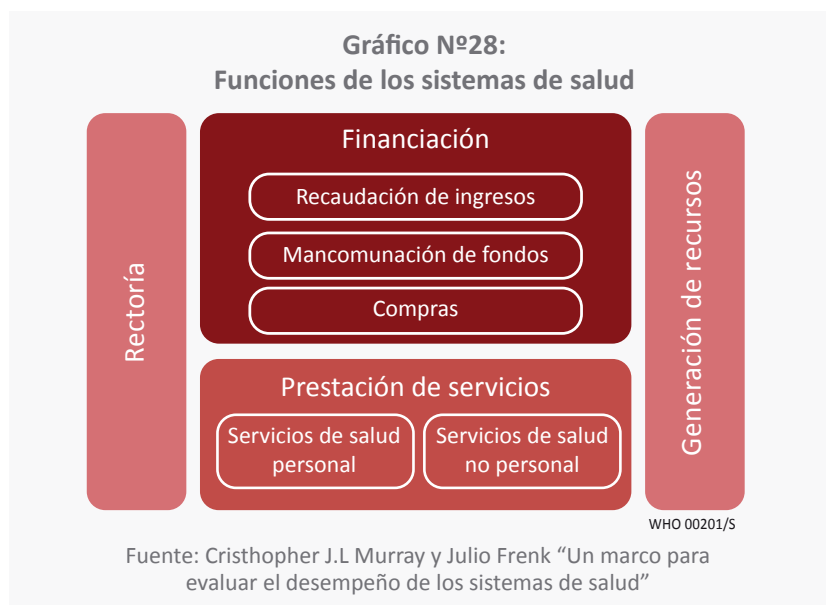 Gráfico Nº28:
Funciones de los sistemas de salud
Rectoría
Financiación
Recaudación de ingresos
Mancomunación de fondos
Compras
Prestación de servicios
Servicios de salud
personal
Servicios de salud
no personal
Generación de recursos
WHO 00201/S
Fuente: Cristhopher J.L Murray y Julio Frenk “Un marco para
evaluar el desempeño de los sistemas de salud”